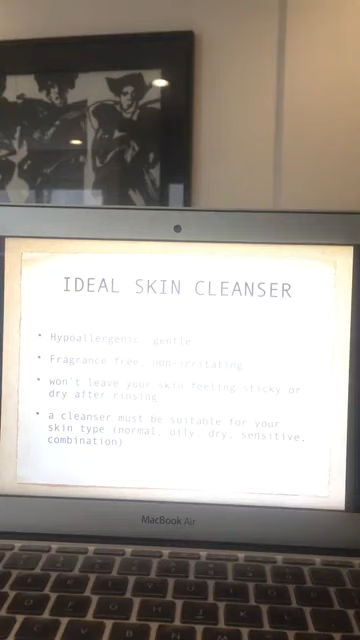 IDEAL SKIN CLEANSER
• Hypoallergenic, gentle
• Fragrance free, non-irritating
• won't leave your skin feeling sticky or
dry after rinsing
• a cleanser must be suitable for your
skin type (normal, oily, dry, sensitive,
combination)
MacBook Air